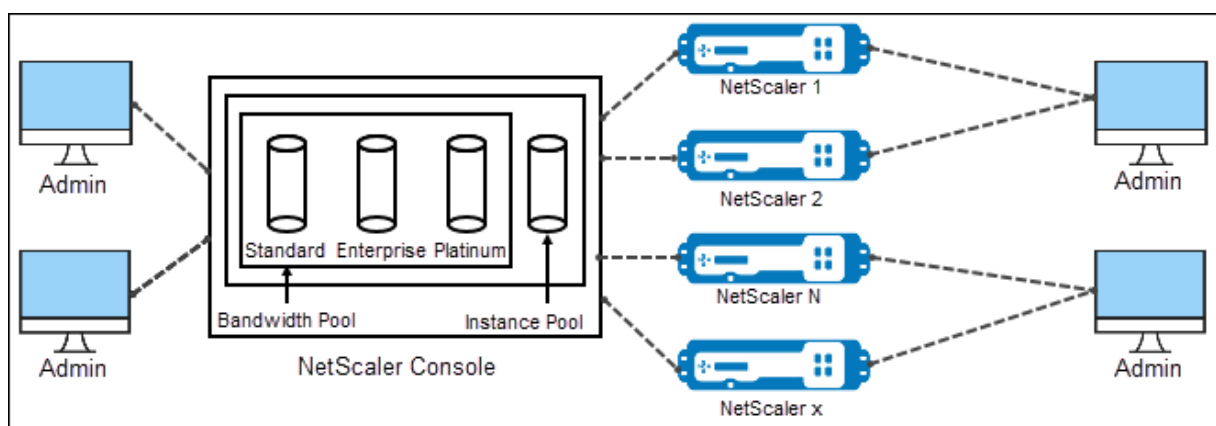 Admin
Admin
Standard Enterprise Platinum
Bandwidth Pool
Instance Pool
NetScaler Console
NetScaler 1
NetScaler 2
NetScaler N
NetScaler x
Admin
Admin